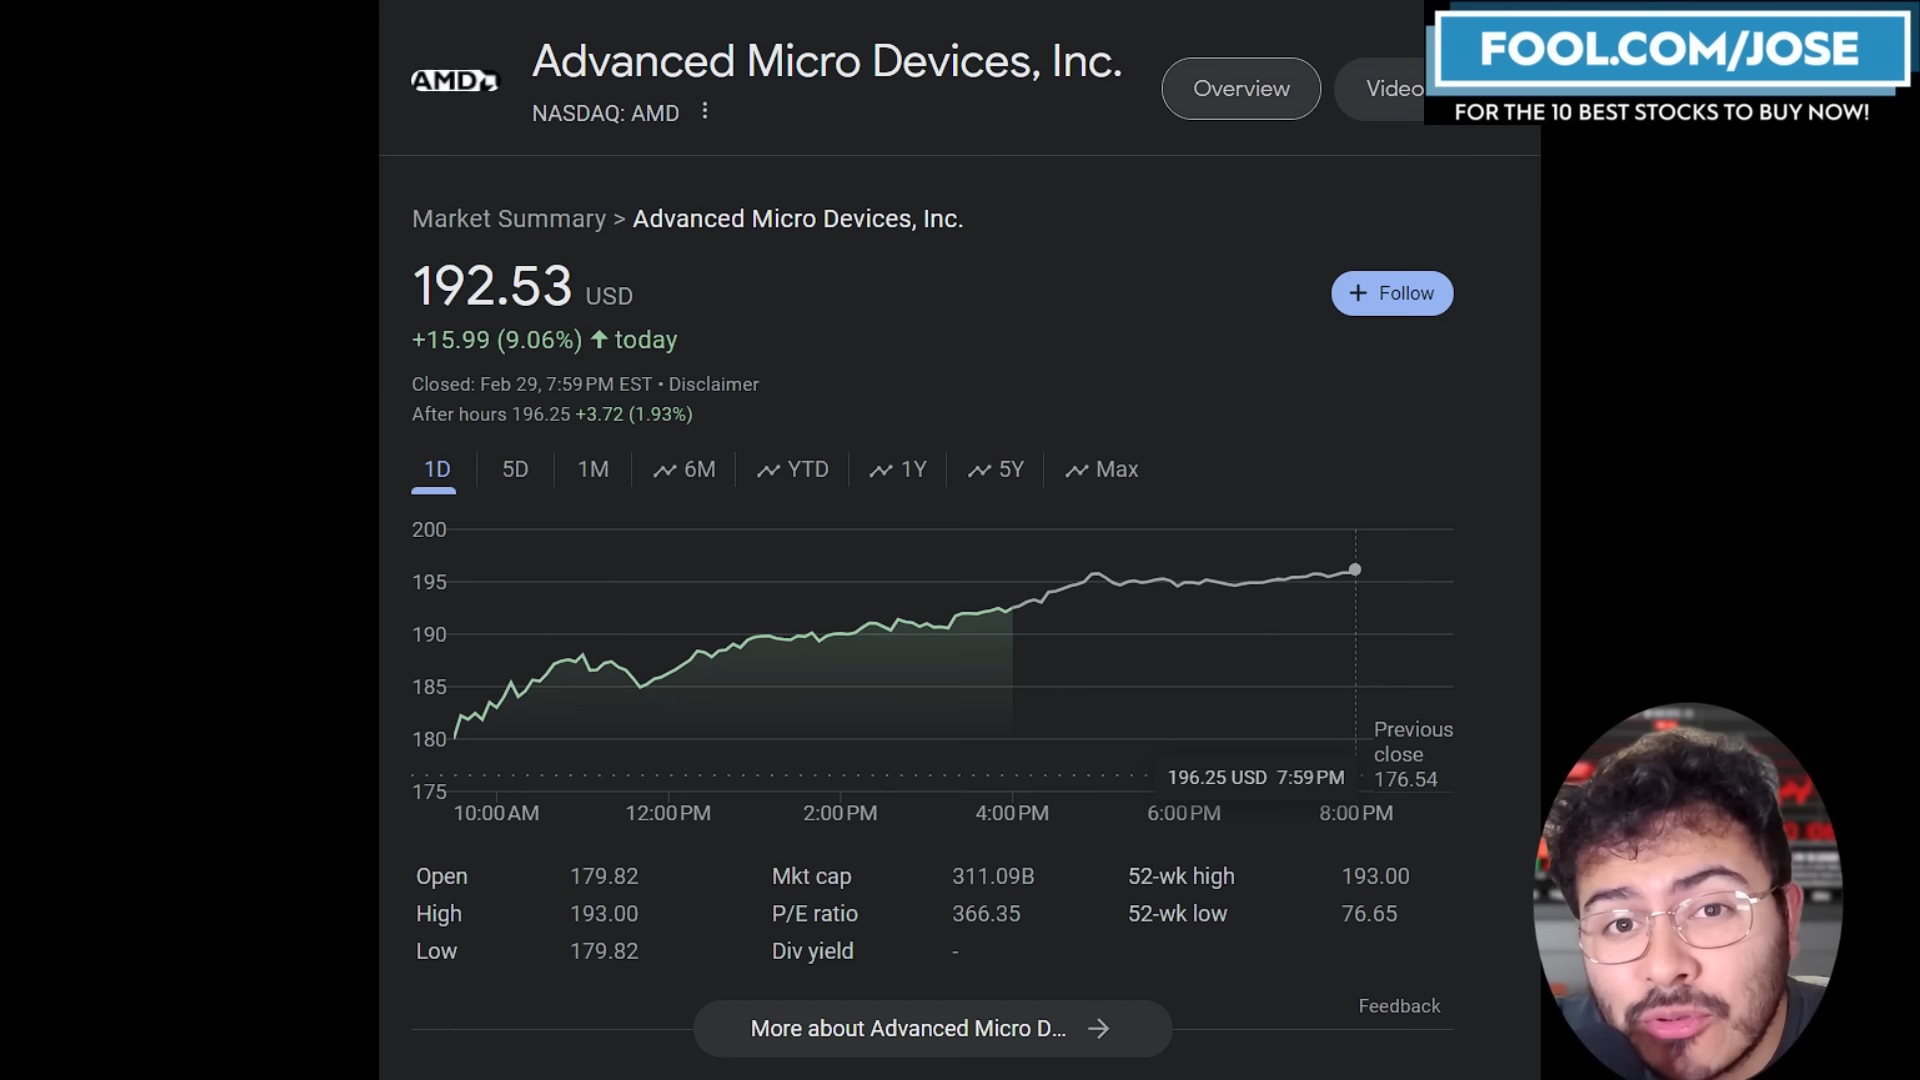 FOOL.COM/JOSE
FOR THE 10 BEST STOCKS TO BUY NOW!
AMD
Advanced Micro Devices, Inc.
NASDAQ: AMD
Overview
Video
Market Summary > Advanced Micro Devices, Inc.
192.53 USD
+ Follow
+15.99 (9.06%) today
Closed: Feb 29, 7:59 PM EST • Disclaimer
After hours 196.25 +3.72 (1.93%)
1D 5D 1M 6M YTD 1Y 5Y Max
200
195
190
185
180
175
Previous
close
176.54
196.25 USD 7:59 PM
10:00 AM 12:00 PM 2:00 PM 4:00 PM 6:00 PM 8:00 PM
Open 179.82 Mkt cap 311.09B 52-wk high 193.00
High 193.00 P/E ratio 366.35 52-wk low 76.65
Low 179.82 Div yield -
Feedback
More about Advanced Micro D...